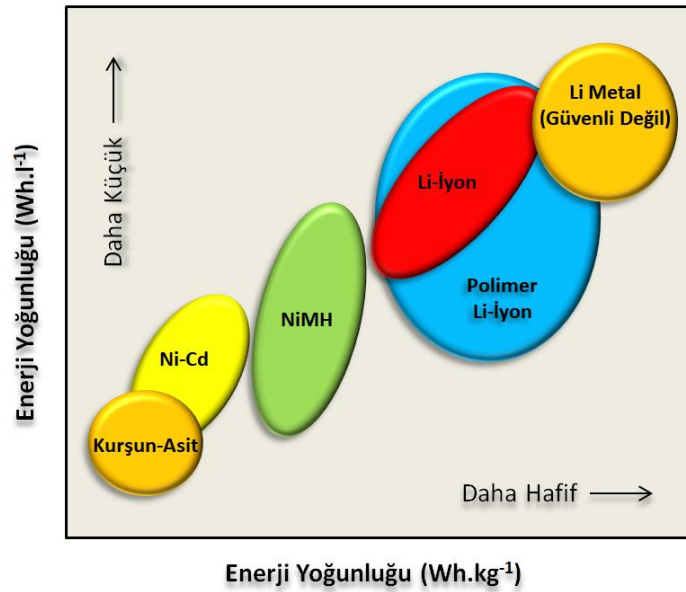 Enerji Yoğunluğu (Wh.l⁻¹)
Daha Küçük
Li Metal
(Güvenli Değil)
Li-İyon
Polimer
Li-İyon
NiMH
Ni-Cd
Kurşun-Asit
Daha Hafif
Enerji Yoğunluğu (Wh.kg⁻¹)